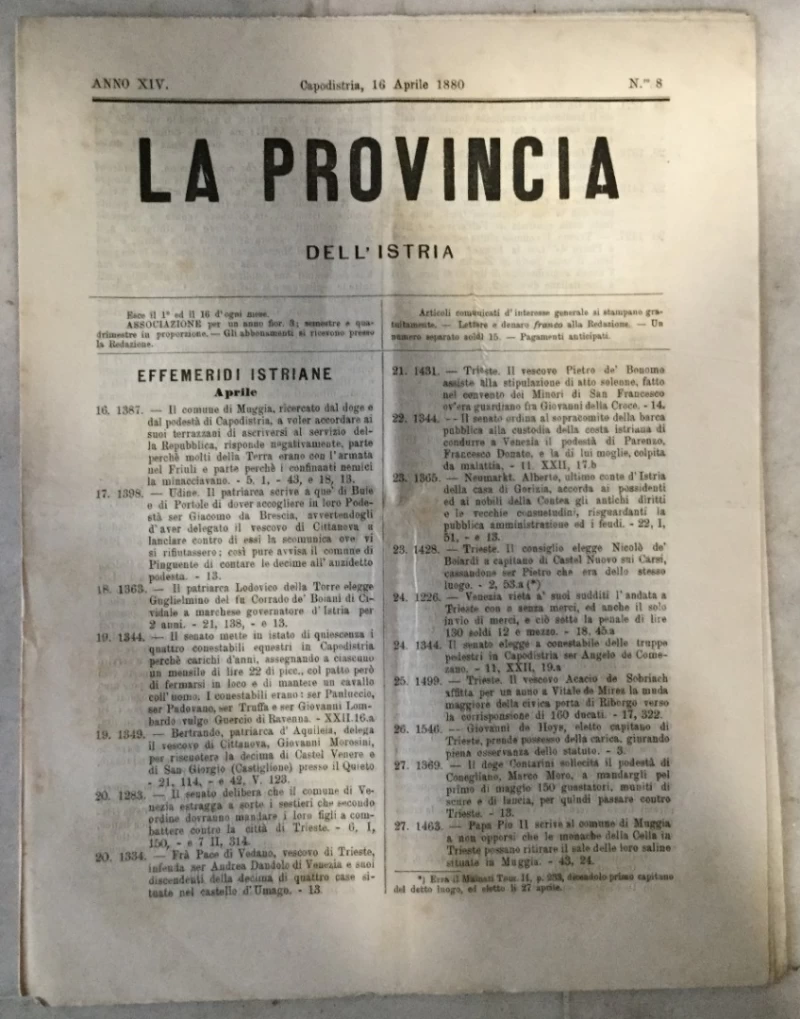 ANNO XIV.
Capodistria, 16 Aprile 1880
N.º 8
LA PROVINCIA
DELL'ISTRIA
Esce il 1º ed il 16 d'ogni mese.
ASSOCIAZIONE per un anno fior. 3; semestre e qua-
drimestre in proporzione. — Gli abbonamenti si ricevono presso
la Redazione.
Articoli comunicati d'interesse generale si stampano gra-
tuitamente. — Lettere e denaro franco alla Redazione. — Un
numero separato soldi 15. — Pagamenti anticipati.
EFFEMERIDI ISTRIANE
Aprile
16. 1387. — Il comune di Muggia, ricercato dal doge e
dal podestà di Capodistria, a voler accordare ai
suoi terrazzani di ascriversi al servizio del-
la Repubblica, risponde negativamente, parte
perchè molti della Terra erano con l'armata
nel Friuli e parte perchè i confinanti nemici
la minacciavano. - 5, 1, - 43, e 18, 13.
17. 1398. — Udine. Il patriarca scrive a que' di Buie
e di Portole di dover accogliere in loro Pode-
stà ser Giacomo da Brescia, avvertendogli
d'aver delegato il vescovo di Cittanova a
lanciare contro di essi la scomunica ove vi
si rifiutassero; così pure avvisa il comune di
Pinguente di contare le decime all'anzidetto
podestà. - 13.
18. 1363. — Il patriarca Lodovico della Torre elegge
Guglielmino del fu Corrado de' Boiani di Ci-
vidale a marchese governatore d'Istria per
2 anni. - 21, 138, - e 13.
19. 1344. — Il senato mette in istato di quiescenza i
quattro conestabili equestri in Capodistria
perchè carichi d'anni, assegnando a ciascuno
un mensile di lire 22 di picc., col patto però
di fermarsi in loco e di mantere un cavallo
coll'uomo. I conestabili erano: ser Panluccio,
ser Padovano, ser Truffa e ser Giovanni Lom-
bardo vulgo Guercio di Ravenna. - XXII.16.a
19. 1349. — Bertrando, patriarca d'Aquileia, delega
il vescovo di Cittanova, Giovanni Morosini,
per riscuotere la decima di Castel Venere e
di San Giorgio (Castiglione) presso il Quieto
- 21, 114, - e 42, V. 123.
20. 1283. — Il senato delibera che il comune di Ve-
nezia estragga a sorte i sestieri che secondo
ordine dovranno mandare i loro figli a com-
battere contro la città di Trieste. - 6, I,
150, - e 7 II, 314.
20. 1334. — Frà Pace di Vedano, vescovo di Trieste,
infeuda ser Andrea Dandolo di Venezia e suoi
discendenti della decima di quattro case si-
tuate nel castello d'Umago. - 13
21. 1431. — Trieste. Il vescovo Pietro de' Bonomo
assiste alla stipulazione di atto solenne, fatto
nel convento dei Minori di San Francesco
ov'era guardiano fra Giovanni della Croce. - 14.
22. 1344. — Il senato ordina al sopracomito della barca
pubblica alla custodia della costa istriana di
condurre a Venezia il podestà di Parenzo,
Francesco Donato, e la di lui moglie, colpita
da malattia, - 11. XXII, 17.b
23. 1365. — Neumarkt. Alberto, ultimo conte d'Istria
della casa di Gorizia, accorda ai possidenti
ed ai nobili della Contea gli antichi diritti
e le vecchie consuetudini, risguardanti la
pubblica amministrazione ed i feudi. - 22, I,
51, - e 13.
23. 1428. — Trieste. Il consiglio elegge Nicolò de'
Boiardi a capitano di Castel Nuovo sui Carsi,
cassandone ser Pietro che era dello stesso
luogo. - 2, 53.a (*)
24. 1226. — Venezia vieta a' suoi sudditi l'andata a
Trieste con e senza merci, ed anche il solo
invio di merci, e ciò sotto la penale di lire
130 soldi 12 e mezzo. - 18, 45.a
24. 1344. Il senato elegge a conestabile delle truppe
pedestri in Capodistria ser Angelo de Come-
zano. - 11, XXII, 19.a
25. 1499. — Trieste. Il vescovo Acacio de Sobriach
affitta per un anno a Vitale de Mires la muda
maggiore della civica porta di Riborgo verso
la corrisponsione di 160 ducati. - 17, 322.
26. 1546. — Giovanni de Hoys, eletto capitano di
Trieste, prende possesso della carica, giurando
piena osservanza dello statuto. - 3.
27. 1369. — Il doge Contarini sollecita il podestà di
Conegliano, Marco Moro, a mandargli pel
primo di maggio 150 guastatori, muniti di
scure e di lancia, per quindi passare contro
Trieste. - 13.
27. 1463. — Papa Pio II scrive al comune di Muggia
a non opporsi che le monache della Cella in
Trieste possano ritirare il sale delle loro saline
situate in Muggia. - 43, 24.
*) Erra il Mainati Tom. II, p. 233, dicendolo primo capitano
del detto luogo, ed eletto li 27 aprile.